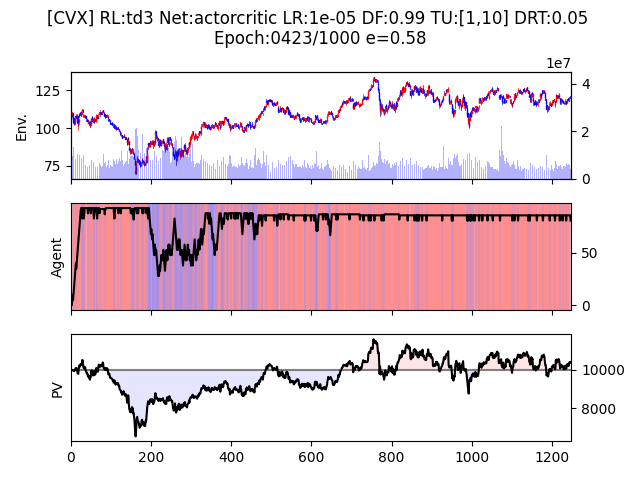 [CVX] RL:td3 Net:actorcritic LR:1e-05 DF:0.99 TU:[1,10] DRT:0.05
Epoch:0423/1000 e=0.58
1e7
125
100
75
Env.
4
2
0
Agent
50
0
PV
10000
8000
0
200
400
600
800
1000
1200